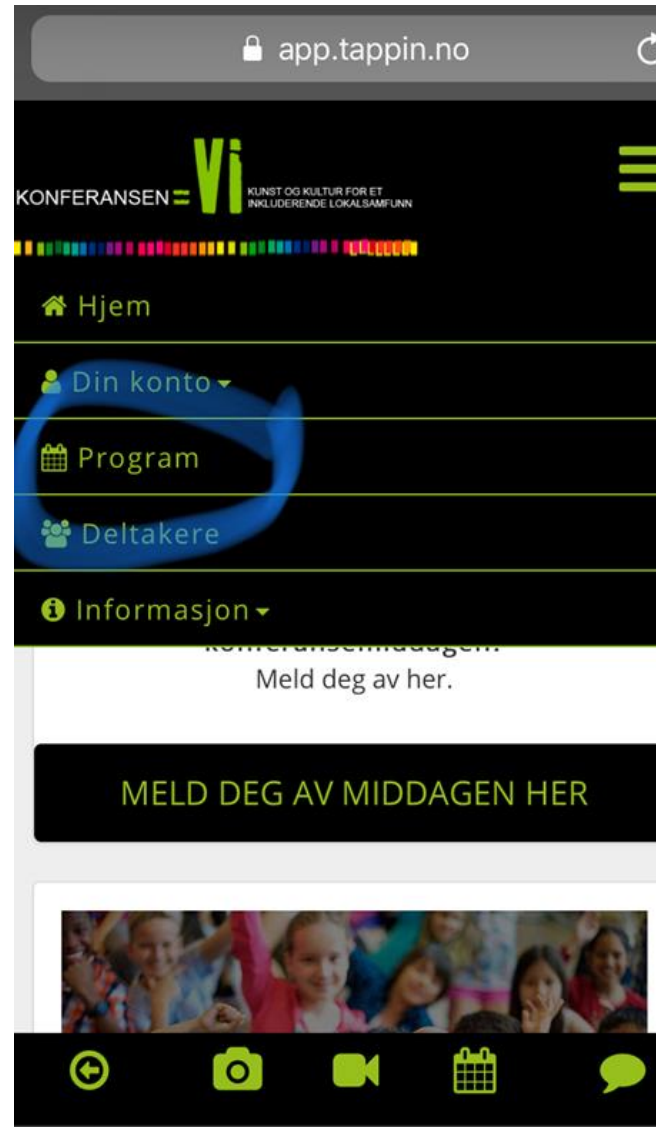 app.tappin.no
KONFERANSEN = Vi
KUNST OG KULTUR FOR ET
INKLUDERENDE LOKALSAMFUNN
Hjem
Din konto
Program
Deltakere
Informasjon
konferansemiddagen?
Meld deg av her.
MELD DEG AV MIDDAGEN HER